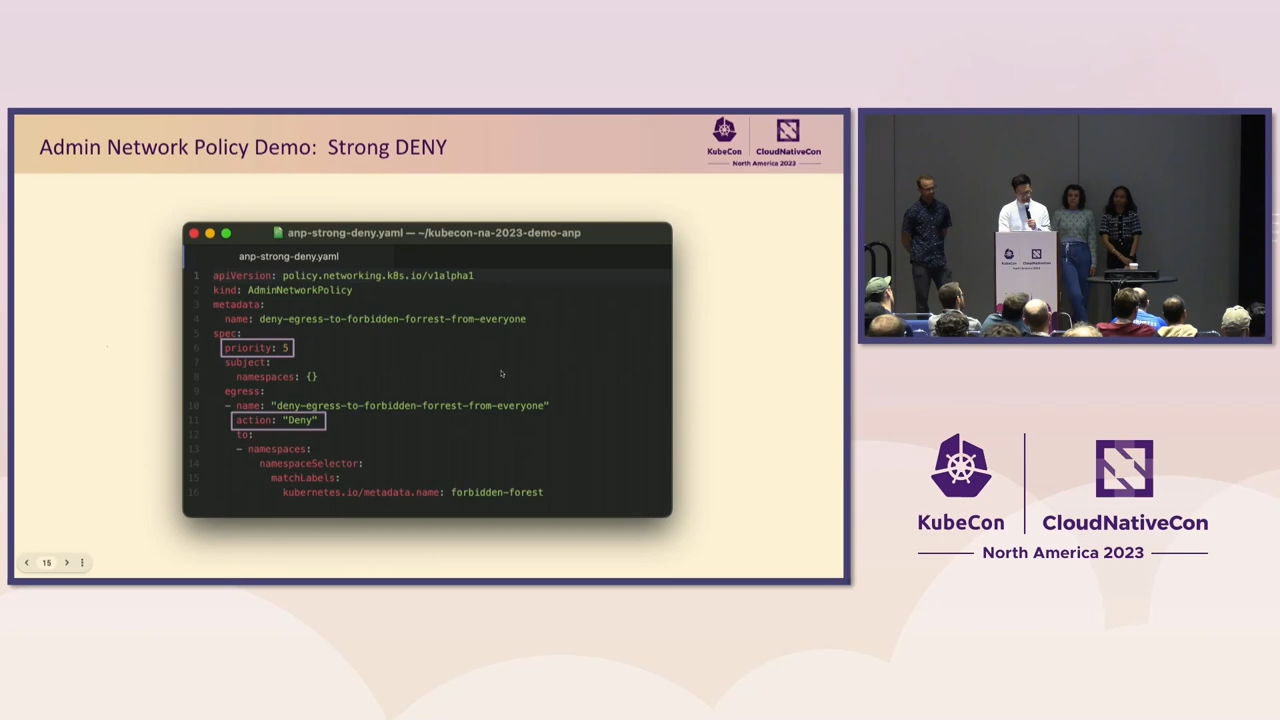 Admin Network Policy Demo: Strong DENY
KubeCon
CloudNativeCon
North America 2023
anp-strong-deny.yaml — ~/kubecon-na-2023-demo-anp
anp-strong-deny.yaml
1 apiVersion: policy.networking.k8s.io/v1alpha1
2 kind: AdminNetworkPolicy
3 metadata:
4 name: deny-egress-to-forbidden-forrest-from-everyone
5 spec:
6 priority: 5
7 subject:
8 namespaces: {}
9 egress:
10 - name: "deny-egress-to-forbidden-forrest-from-everyone"
11 action: "Deny"
12 to:
13 - namespaces:
14 namespaceSelector:
15 matchLabels:
16 kubernetes.io/metadata.name: forbidden-forest
15
KubeCon
CloudNativeCon
KubeCon
CloudNativeCon
North America 2023